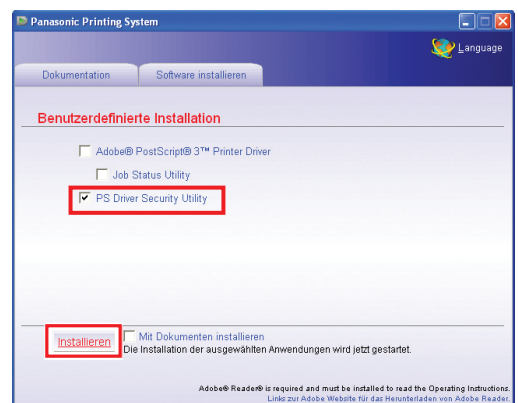 Panasonic Printing System
Language
Dokumentation
Software installieren
Benutzerdefinierte Installation
Adobe® PostScript® 3™ Printer Driver
Job Status Utility
PS Driver Security Utility
Installieren
Mit Dokumenten installieren
Die Installation der ausgewählten Anwendungen wird jetzt gestartet.
Adobe® Reader® is required and must be installed to read the Operating Instructions.
Links zur Adobe Website für das Herunterladen von Adobe Reader.